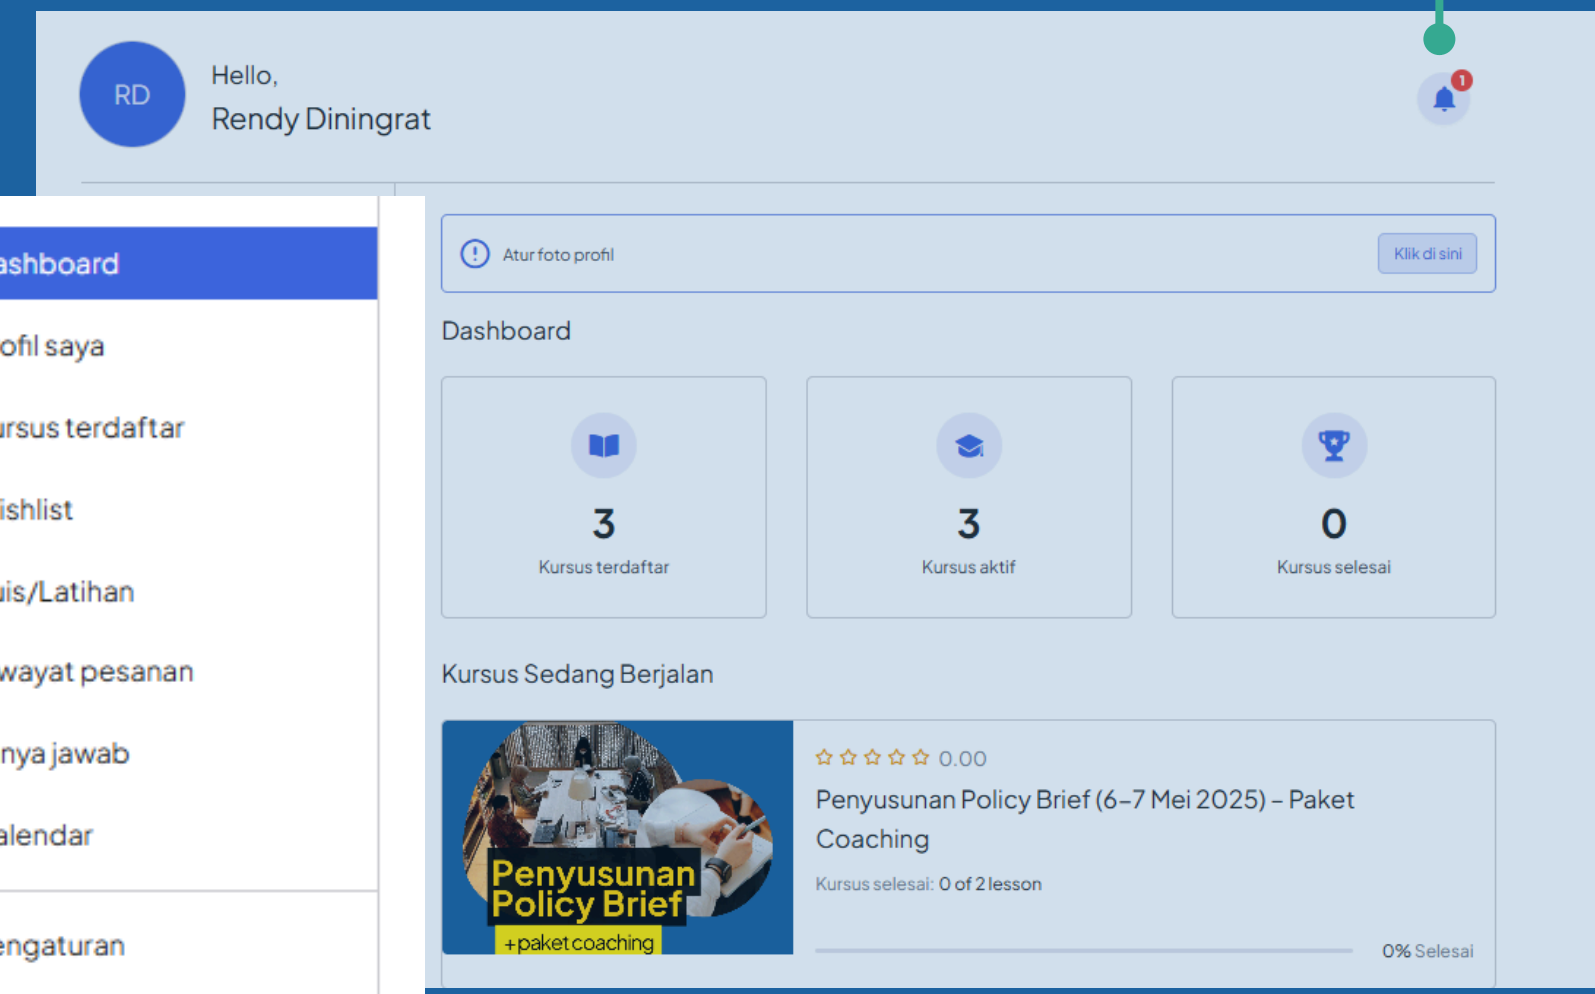 RD
Hello,
Rendy Diningrat
1
ashboard
ofil saya
ursus terdaftar
ishlist
is/Latihan
wayat pesanan
nya jawab
alendar
engaturan
Atur foto profil
Klik di sini
Dashboard
3
Kursus terdaftar
3
Kursus aktif
0
Kursus selesai
Kursus Sedang Berjalan
Penyusunan
Policy Brief
+paket coaching
0.00
Penyusunan Policy Brief (6–7 Mei 2025) – Paket
Coaching
Kursus selesai: 0 of 2 lesson
0% Selesai